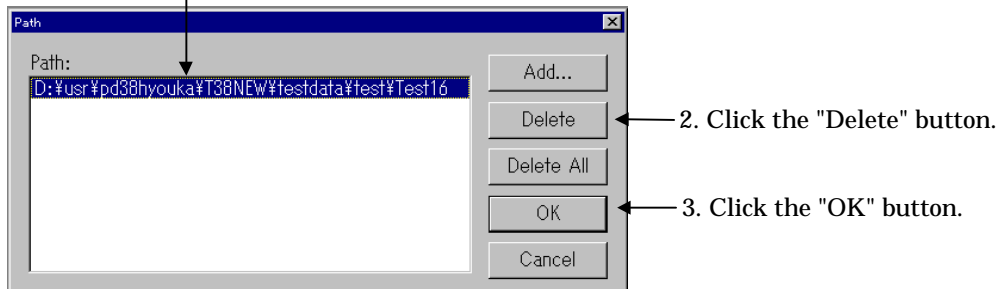 Path
Path:
D:¥usr¥pd38hyouka¥T38NEW¥testdata¥test¥Test16
Add...
Delete
2. Click the "Delete" button.
Delete All
OK
3. Click the "OK" button.
Cancel